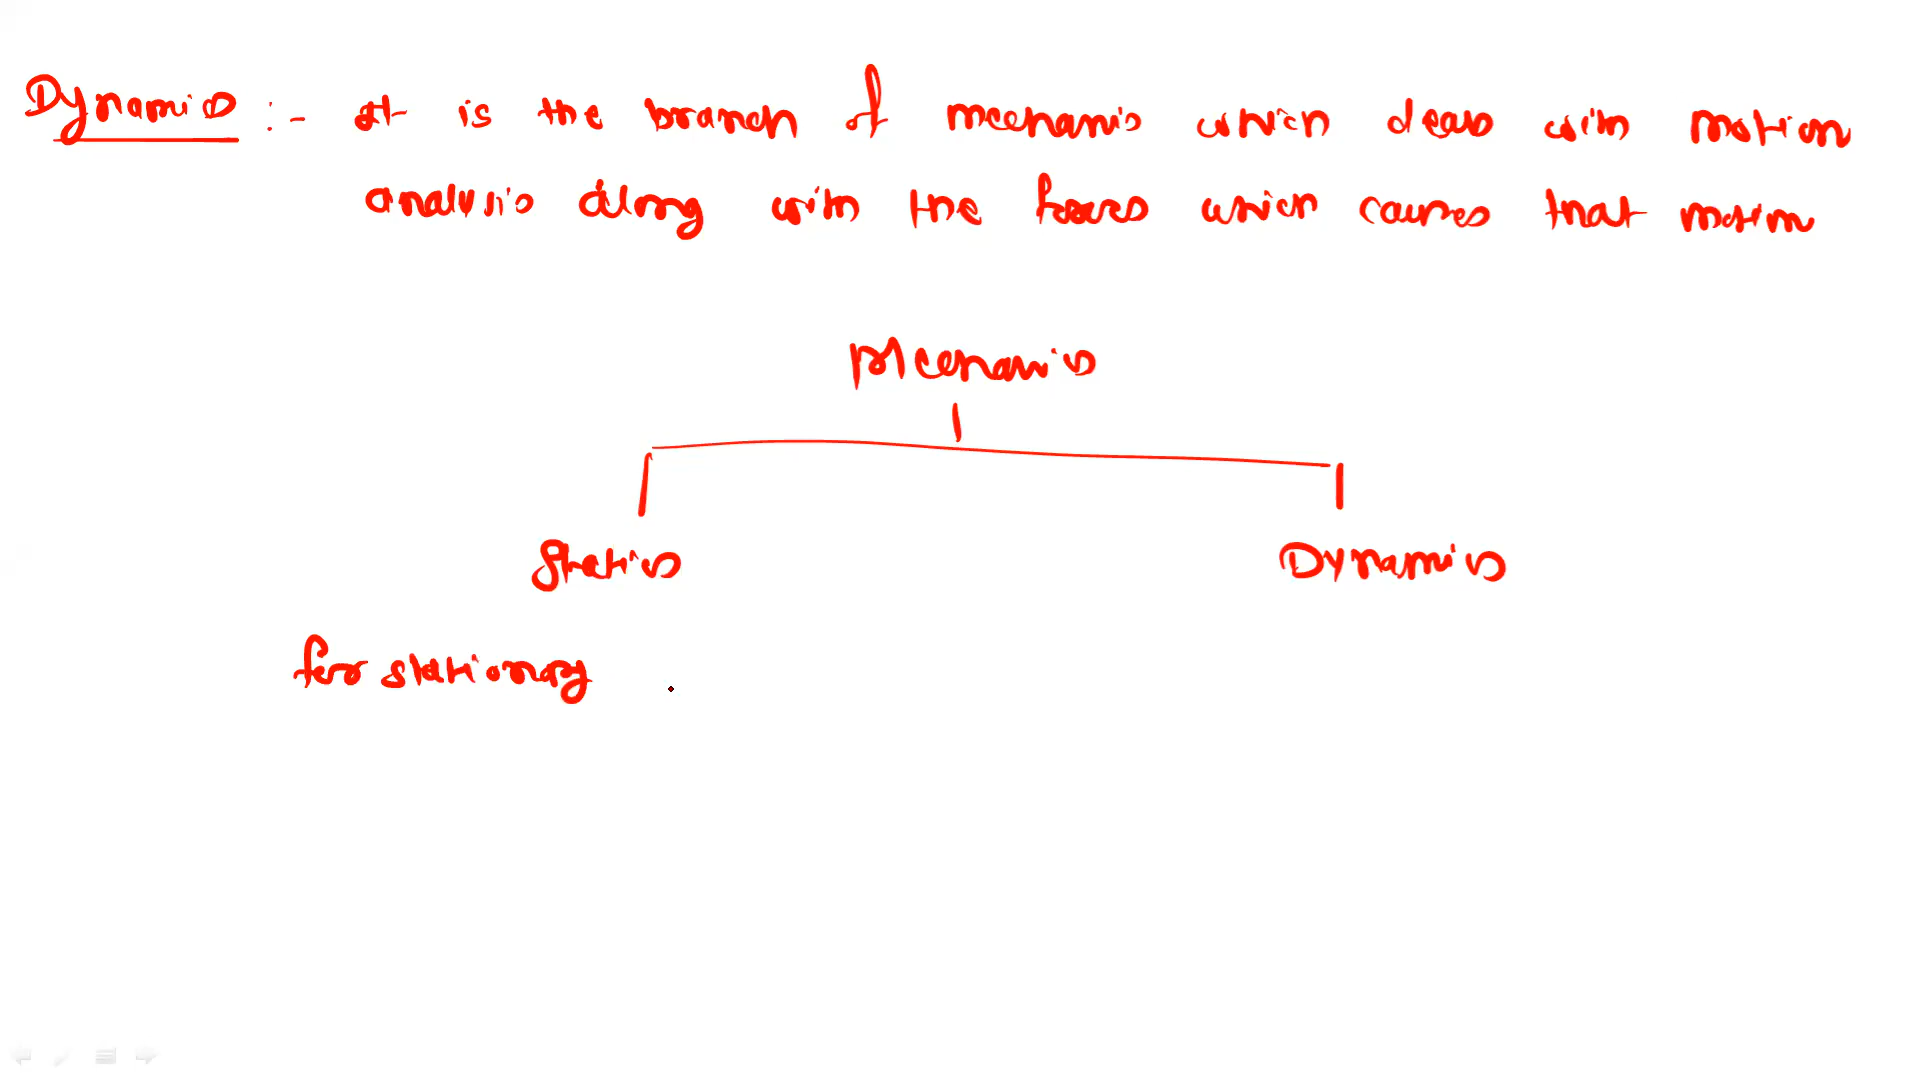 Dynamics :- It is the branch of mechanics which deals with motion
analysis along with the forces which causes that motion
Mechanics
Statics Dynamics
for stationary